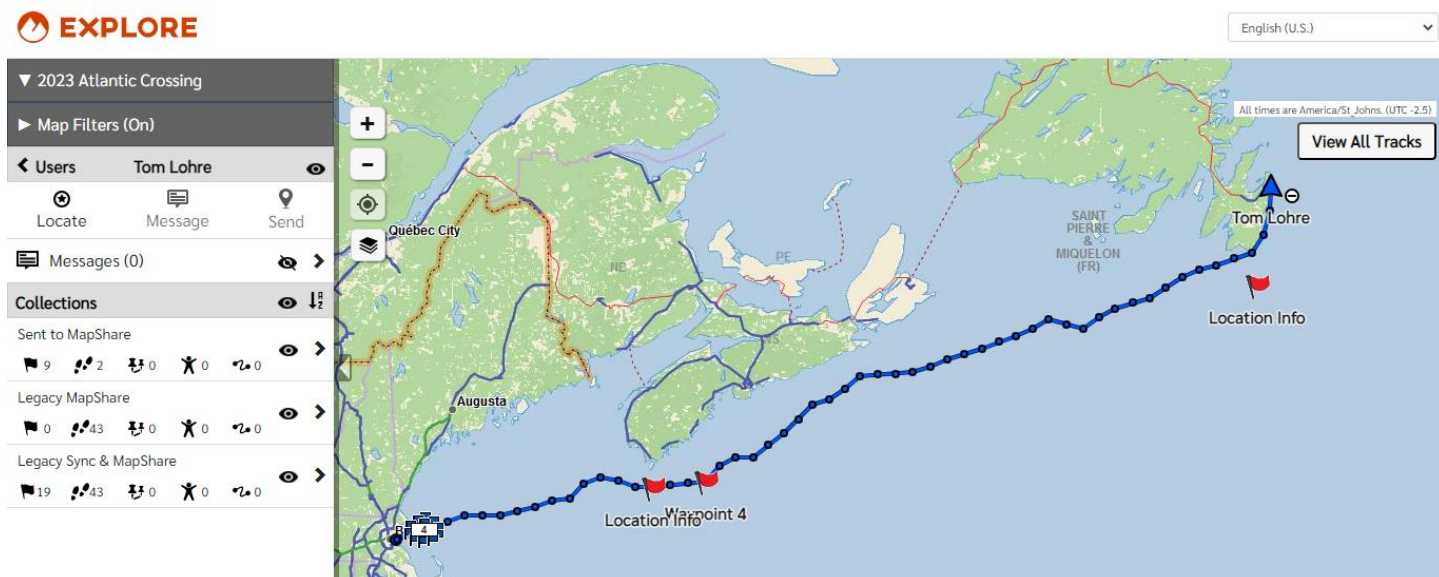 EXPLORE
English (U.S.)
▼ 2023 Atlantic Crossing
► Map Filters (On)
Users Tom Lohre
Locate Message Send
Messages (0)
Collections
Sent to MapShare
9 2 0 0 0
Legacy MapShare
0 43 0 0 0
Legacy Sync & MapShare
19 43 0 0 0
All times are America/St_Johns. (UTC -2.5)
View All Tracks
Québec City
NB
PE
NS
SAINT
PIERRE
&
MIQUELON
(FR)
Tom Lohre
Location Info
Augusta
Location Info
Waypoint 4
4